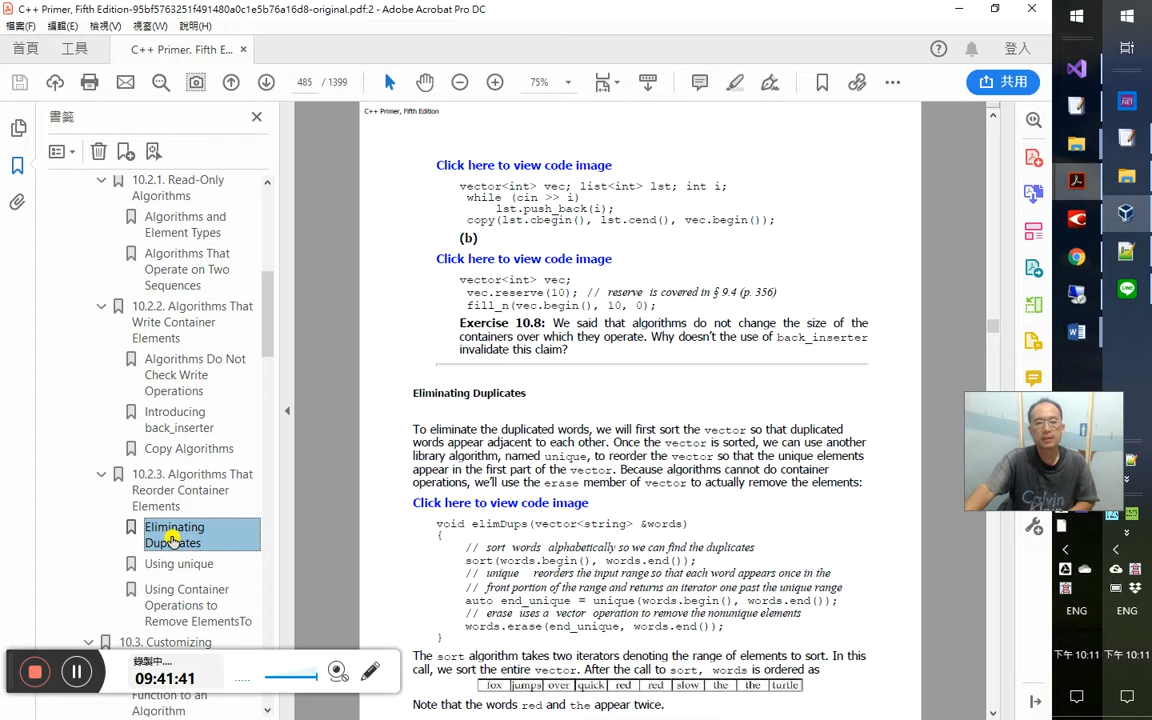 C++ Primer, Fifth Edition-95bf5763251f491480a0c1e5b76a16d8-original.pdf:2 - Adobe Acrobat Pro DC
檔案(F) 編輯(E) 檢視(V) 視窗(W) 說明(H)
首頁 工具 C++ Primer, Fifth E... × 登入
485 / 1399 75% 共用
書籤
10.2.1. Read-Only
Algorithms
Algorithms and
Element Types
Algorithms That
Operate on Two
Sequences
10.2.2. Algorithms That
Write Container
Elements
Algorithms Do Not
Check Write
Operations
Introducing
back_inserter
Copy Algorithms
10.2.3. Algorithms That
Reorder Container
Elements
Eliminating
Duplicates
Using unique
Using Container
Operations to
Remove ElementsTo
10.3. Customizing
Function to an
Algorithm
錄製中....
09:41:41
C++ Primer, Fifth Edition
Click here to view code image
vector<int> vec; list<int> lst; int i;
while (cin >> i)
lst.push_back(i);
copy(lst.cbegin(), lst.cend(), vec.begin());
(b)
Click here to view code image
vector<int> vec;
vec.reserve(10); // reserve is covered in § 9.4 (p. 356)
fill_n(vec.begin(), 10, 0);
Exercise 10.8: We said that algorithms do not change the size of the
containers over which they operate. Why doesn't the use of back_inserter
invalidate this claim?
Eliminating Duplicates
To eliminate the duplicated words, we will first sort the vector so that duplicated
words appear adjacent to each other. Once the vector is sorted, we can use another
library algorithm, named unique, to reorder the vector so that the unique elements
appear in the first part of the vector. Because algorithms cannot do container
operations, we'll use the erase member of vector to actually remove the elements:
Click here to view code image
void elimDups(vector<string> &words)
{
// sort words alphabetically so we can find the duplicates
sort(words.begin(), words.end());
// unique reorders the input range so that each word appears once in the
// front portion of the range and returns an iterator one past the unique range
auto end_unique = unique(words.begin(), words.end());
// erase uses a vector operation to remove the nonunique elements
words.erase(end_unique, words.end());
}
The sort algorithm takes two iterators denoting the range of elements to sort. In this
call, we sort the entire vector. After the call to sort, words is ordered as
fox jumps over quick red red slow the the turtle
Note that the words red and the appear twice.
ENG ENG
下午 10:11 下午 10:11